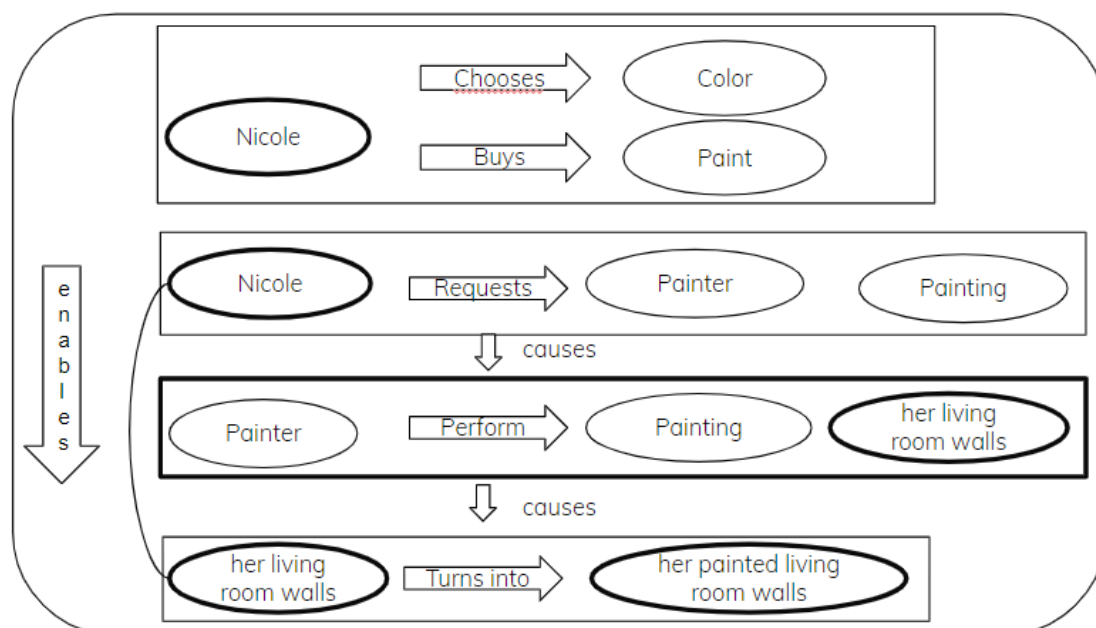 Chooses
Color
Nicole
Buys
Paint
enables
Nicole
Requests
Painter
Painting
causes
Painter
Perform
Painting
her living
room walls
causes
her living
room walls
Turns into
her painted living
room walls